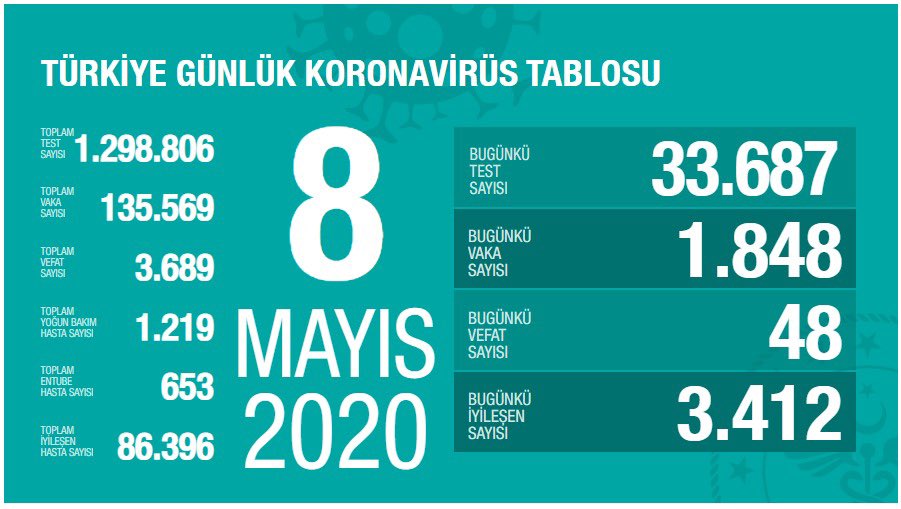 TÜRKİYE GÜNLÜK KORONAVİRÜS TABLOSU
TOPLAM
TEST
SAYISI
1.298.806
TOPLAM
VAKA
SAYISI
135.569
TOPLAM
VEFAT
SAYISI
3.689
TOPLAM
YOĞUN BAKIM
HASTA SAYISI
1.219
TOPLAM
ENTUBE
HASTA SAYISI
653
TOPLAM
İYİLEŞEN
HASTA SAYISI
86.396
8
MAYIS
2020
BUGÜNKÜ
TEST
SAYISI
33.687
BUGÜNKÜ
VAKA
SAYISI
1.848
BUGÜNKÜ
VEFAT
SAYISI
48
BUGÜNKÜ
İYİLEŞEN
SAYISI
3.412